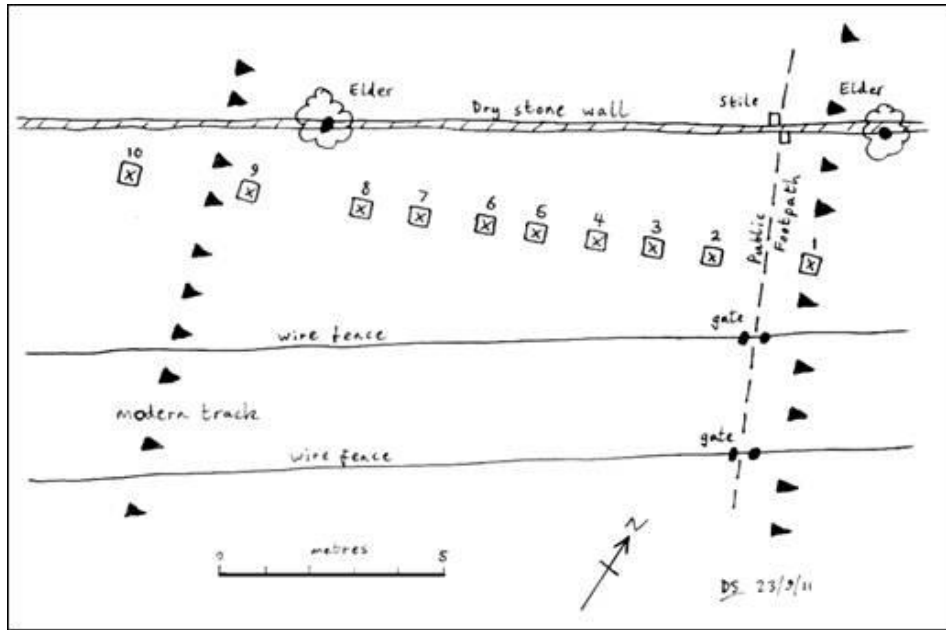 Elder
Dry stone wall
Stile
Elder
10
9
8
7
6
5
4
3
2
1
Public
Footpath
gate
wire fence
modern track
gate
wire fence
N
metres
0
5
DS 23/9/11